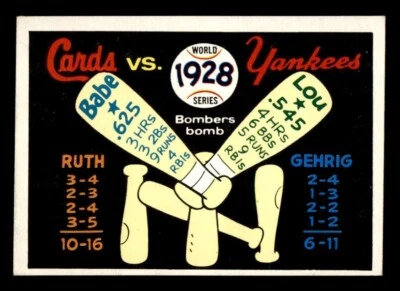 Cards vs. Yankees
WORLD
1928
SERIES
Bombers
bomb
Babe
.625
3 HRs
3 2Bs
9 RUNS
4
RBIs
Lou
.545
4 HRs
6 BBs
5 RUNS
9
RBIs
RUTH
3-4
2-3
2-4
3-5
10-16
GEHRIG
2-4
1-3
2-2
1-2
6-11